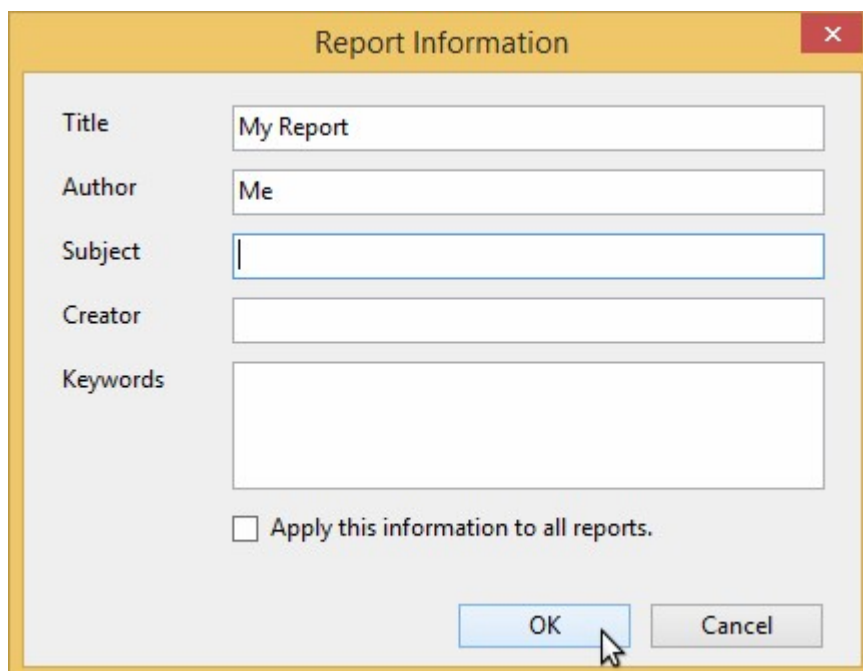 Report Information
Title My Report
Author Me
Subject
Creator
Keywords
Apply this information to all reports.
OK Cancel